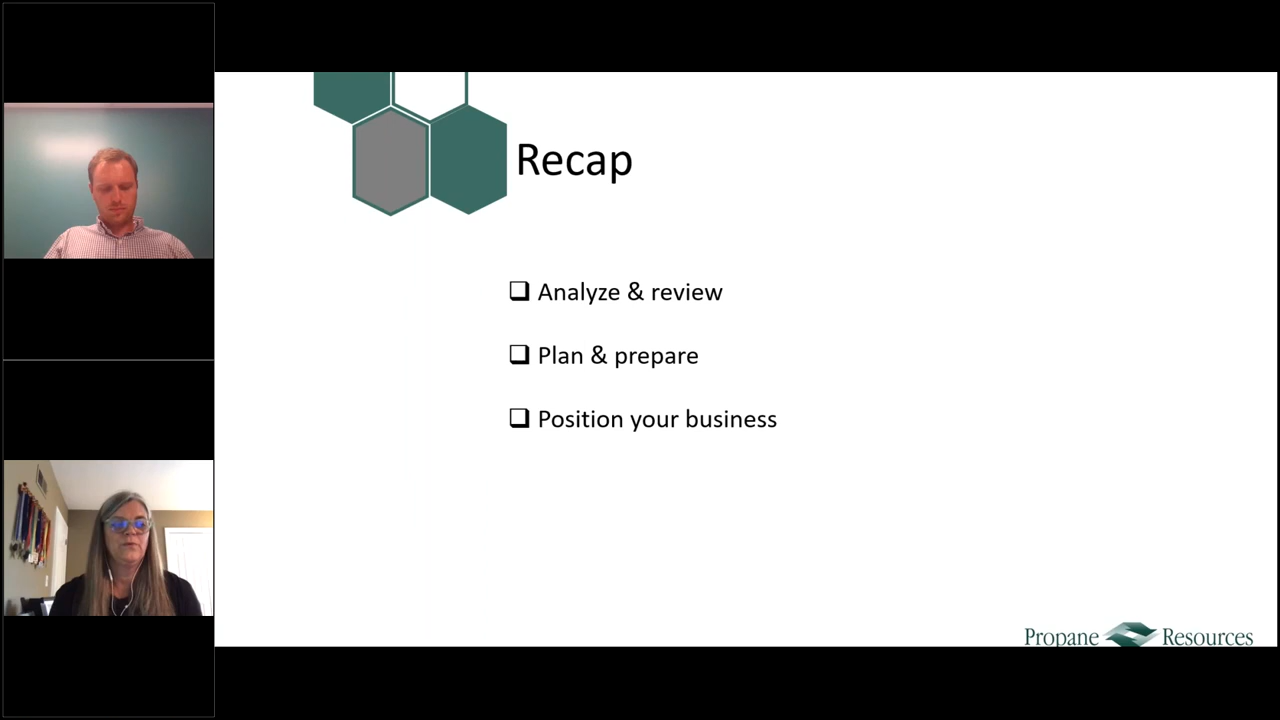 Recap
❑ Analyze & review
❑ Plan & prepare
❑ Position your business
Propane Resources